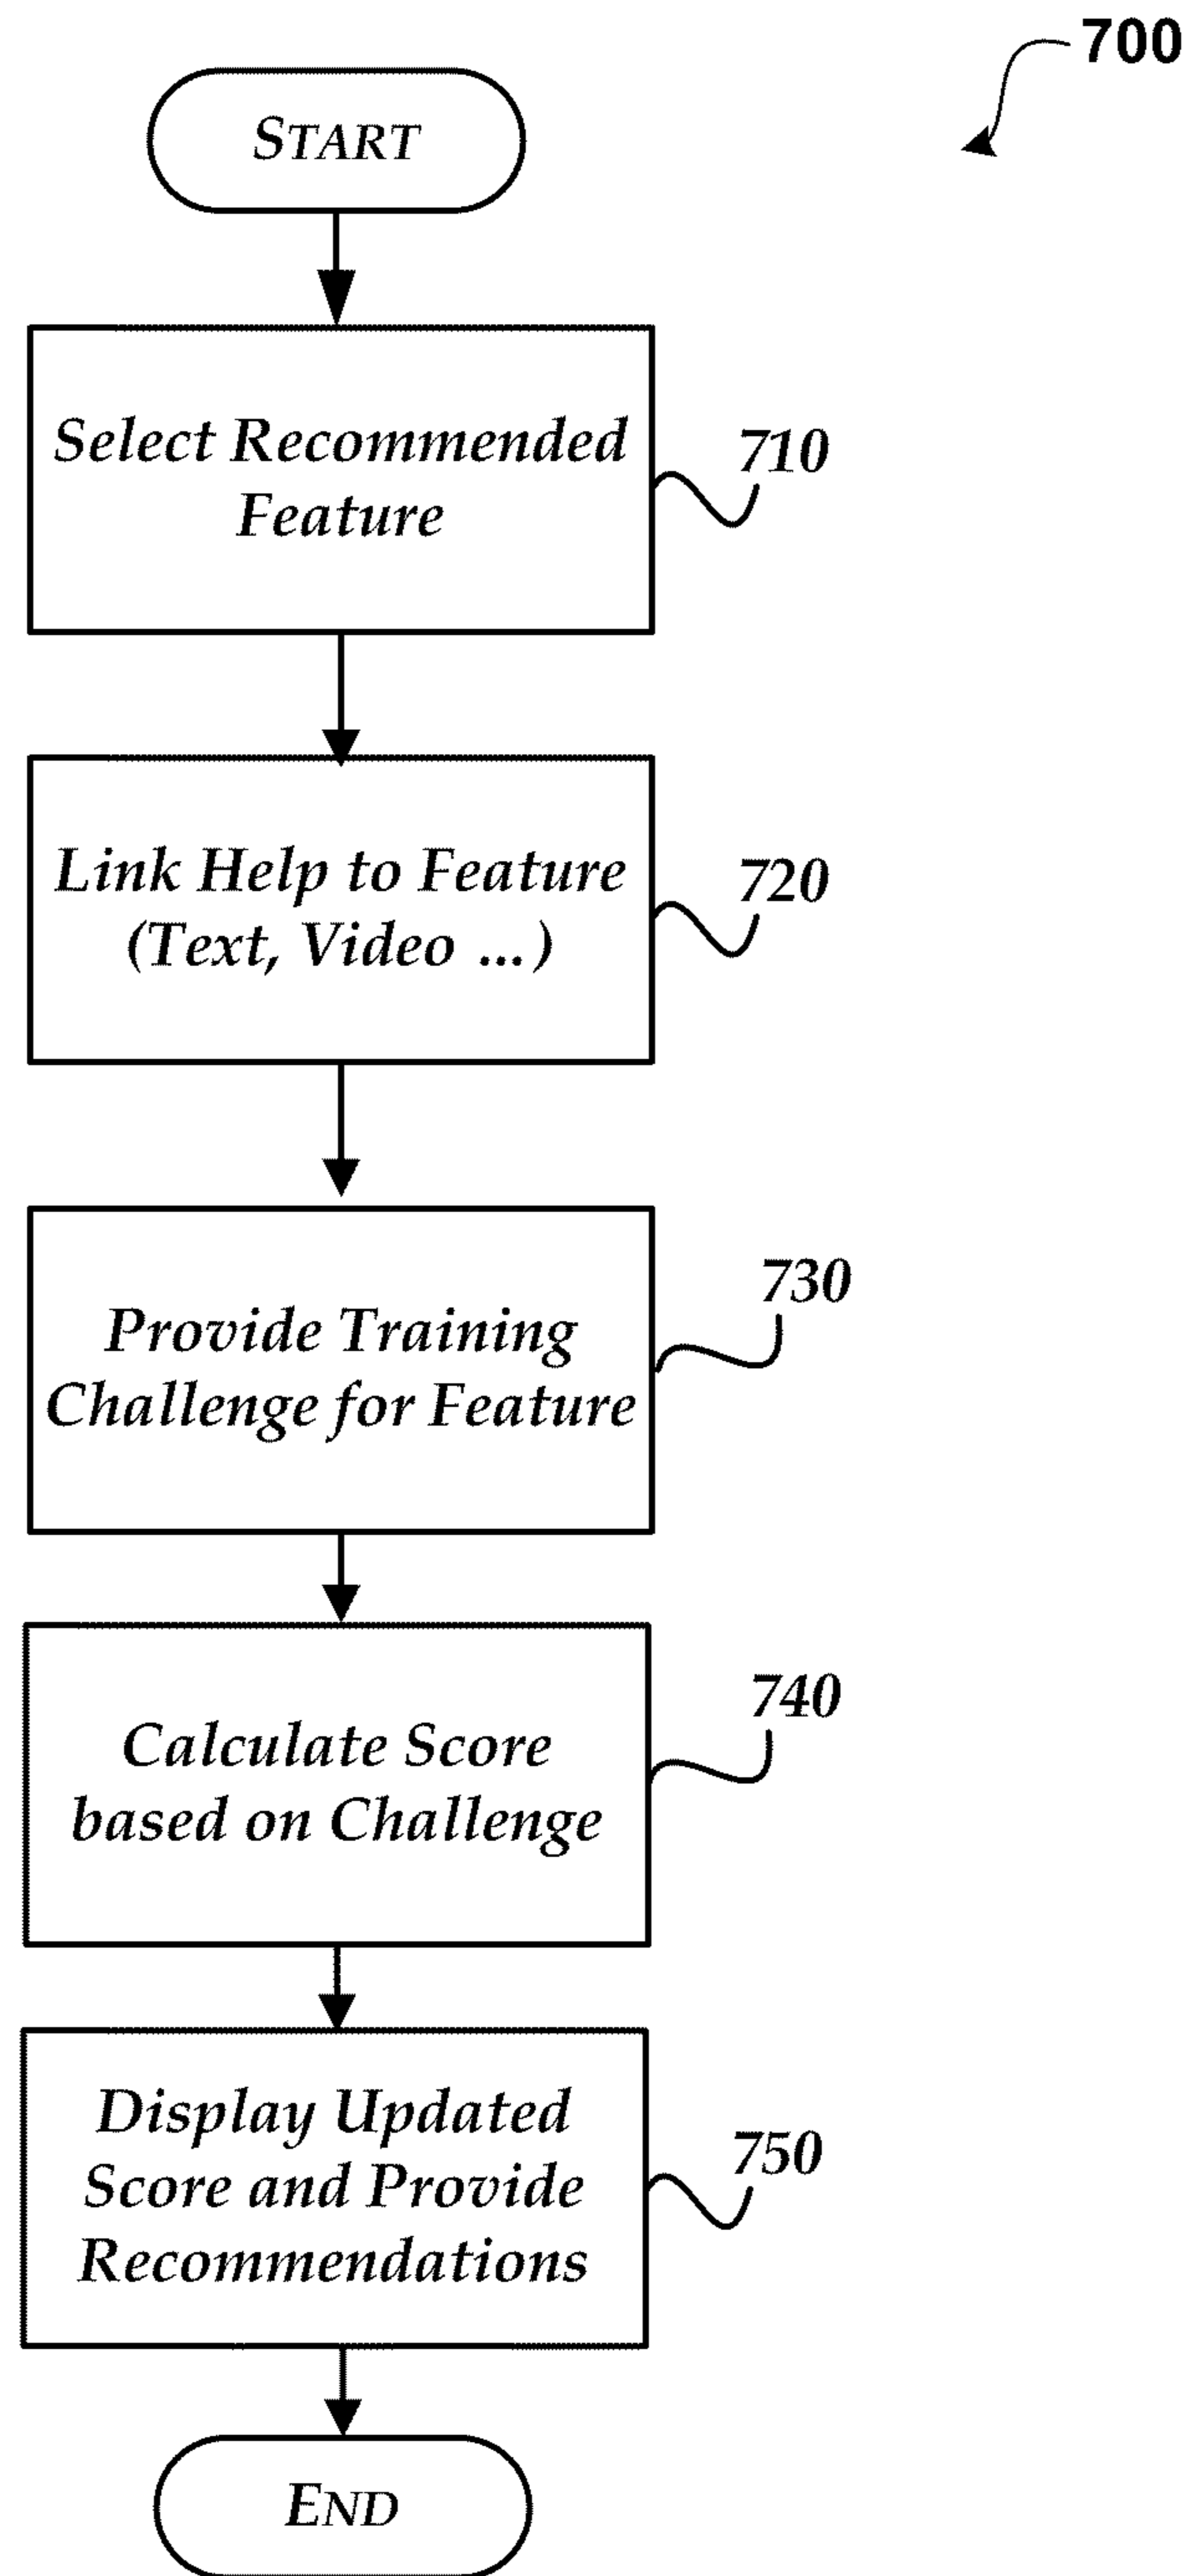 700
START
Select Recommended
Feature
710
Link Help to Feature
(Text, Video ...)
720
Provide Training
Challenge for Feature
730
Calculate Score
based on Challenge
740
Display Updated
Score and Provide
Recommendations
750
END